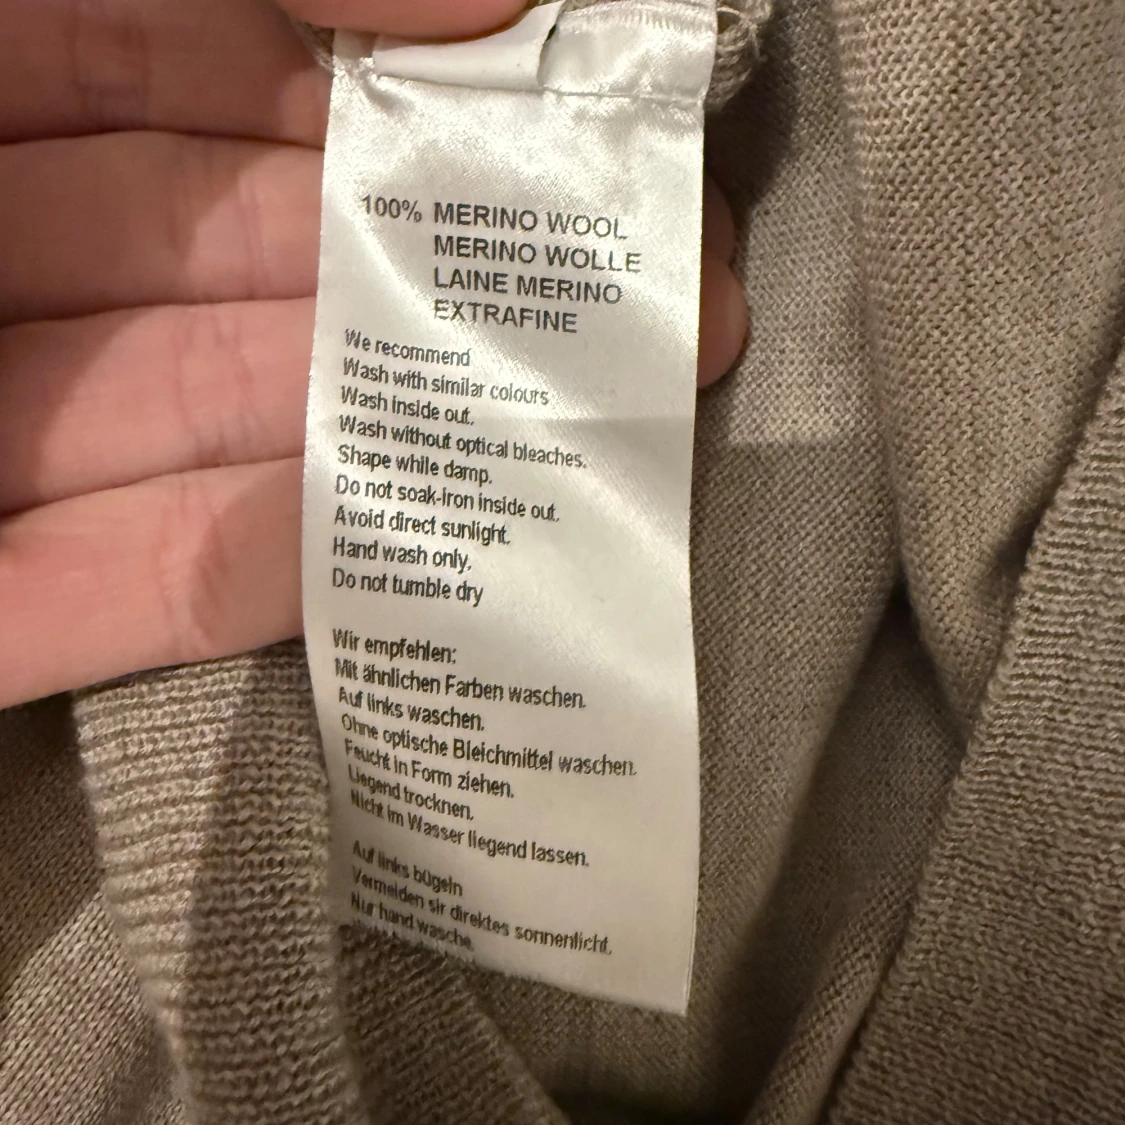 100% MERINO WOOL
MERINO WOLLE
LAINE MERINO
EXTRAFINE
We recommend
Wash with similar colours
Wash inside out.
Wash without optical bleaches.
Shape while damp.
Do not soak-iron inside out.
Avoid direct sunlight.
Hand wash only.
Do not tumble dry
Wir empfehlen:
Mit ähnlichen Farben waschen.
Auf links waschen.
Ohne optische Bleichmittel waschen.
Feucht in Form ziehen.
Liegend trocknen.
Nicht im Wasser liegend lassen.
Auf links bügeln
Vermeiden sir direktes sonnenlicht.
Nur hand wasche.